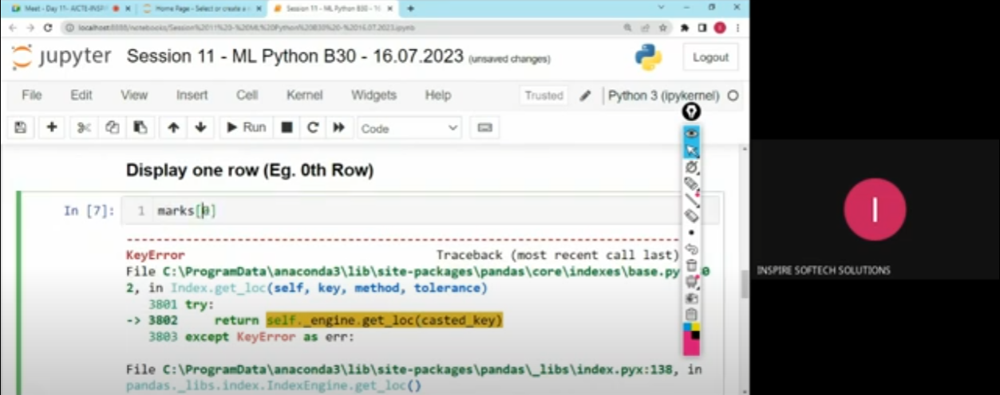 Meet - Day 11- AICTE-INSPI
Home Page - Select or create a n
Session 11 - ML Python B30 - 16
localhost:8888/notebooks/Session%2011%20-%20ML%20Python%20B30%20-%2016.07.2023.ipynb
jupyter Session 11 - ML Python B30 - 16.07.2023 (unsaved changes)
Logout
File Edit View Insert Cell Kernel Widgets Help
Trusted Python 3 (ipykernel)
Run Code
Display one row (Eg. 0th Row)
In [7]: 1 marks[0]
KeyError Traceback (most recent call last)
File C:\ProgramData\anaconda3\lib\site-packages\pandas\core\indexes\base.py 0
2, in Index.get_loc(self, key, method, tolerance)
3801 try:
-> 3802 return self._engine.get_loc(casted_key)
3803 except KeyError as err:
File C:\ProgramData\anaconda3\lib\site-packages\pandas\_libs\index.pyx:138, in
pandas._libs.index.IndexEngine.get_loc()
I
INSPIRE SOFTECH SOLUTIONS